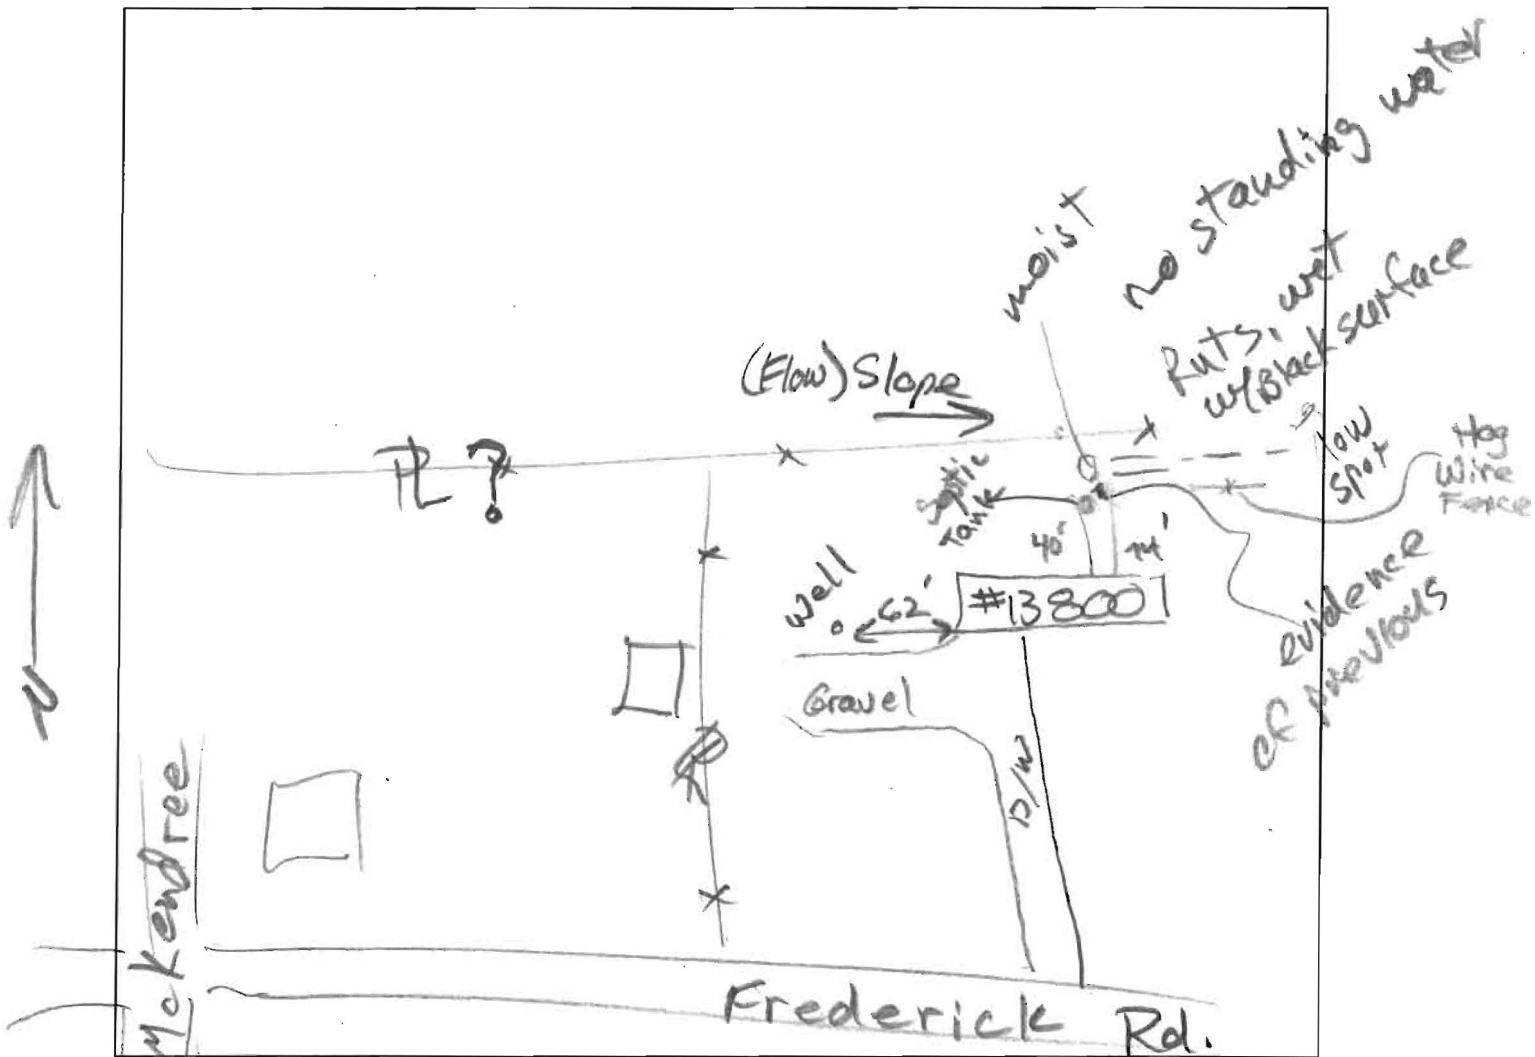 no standing water
moist
Ruts, wet
w/Black surface
(Flow) Slope
PL ?
low
spot
Hog
Wire
Fence
Septic
Tank
40'
Well
62'
#13800
evidence
of previous
Gravel
D/W
N
McKendree
Frederick Rd.